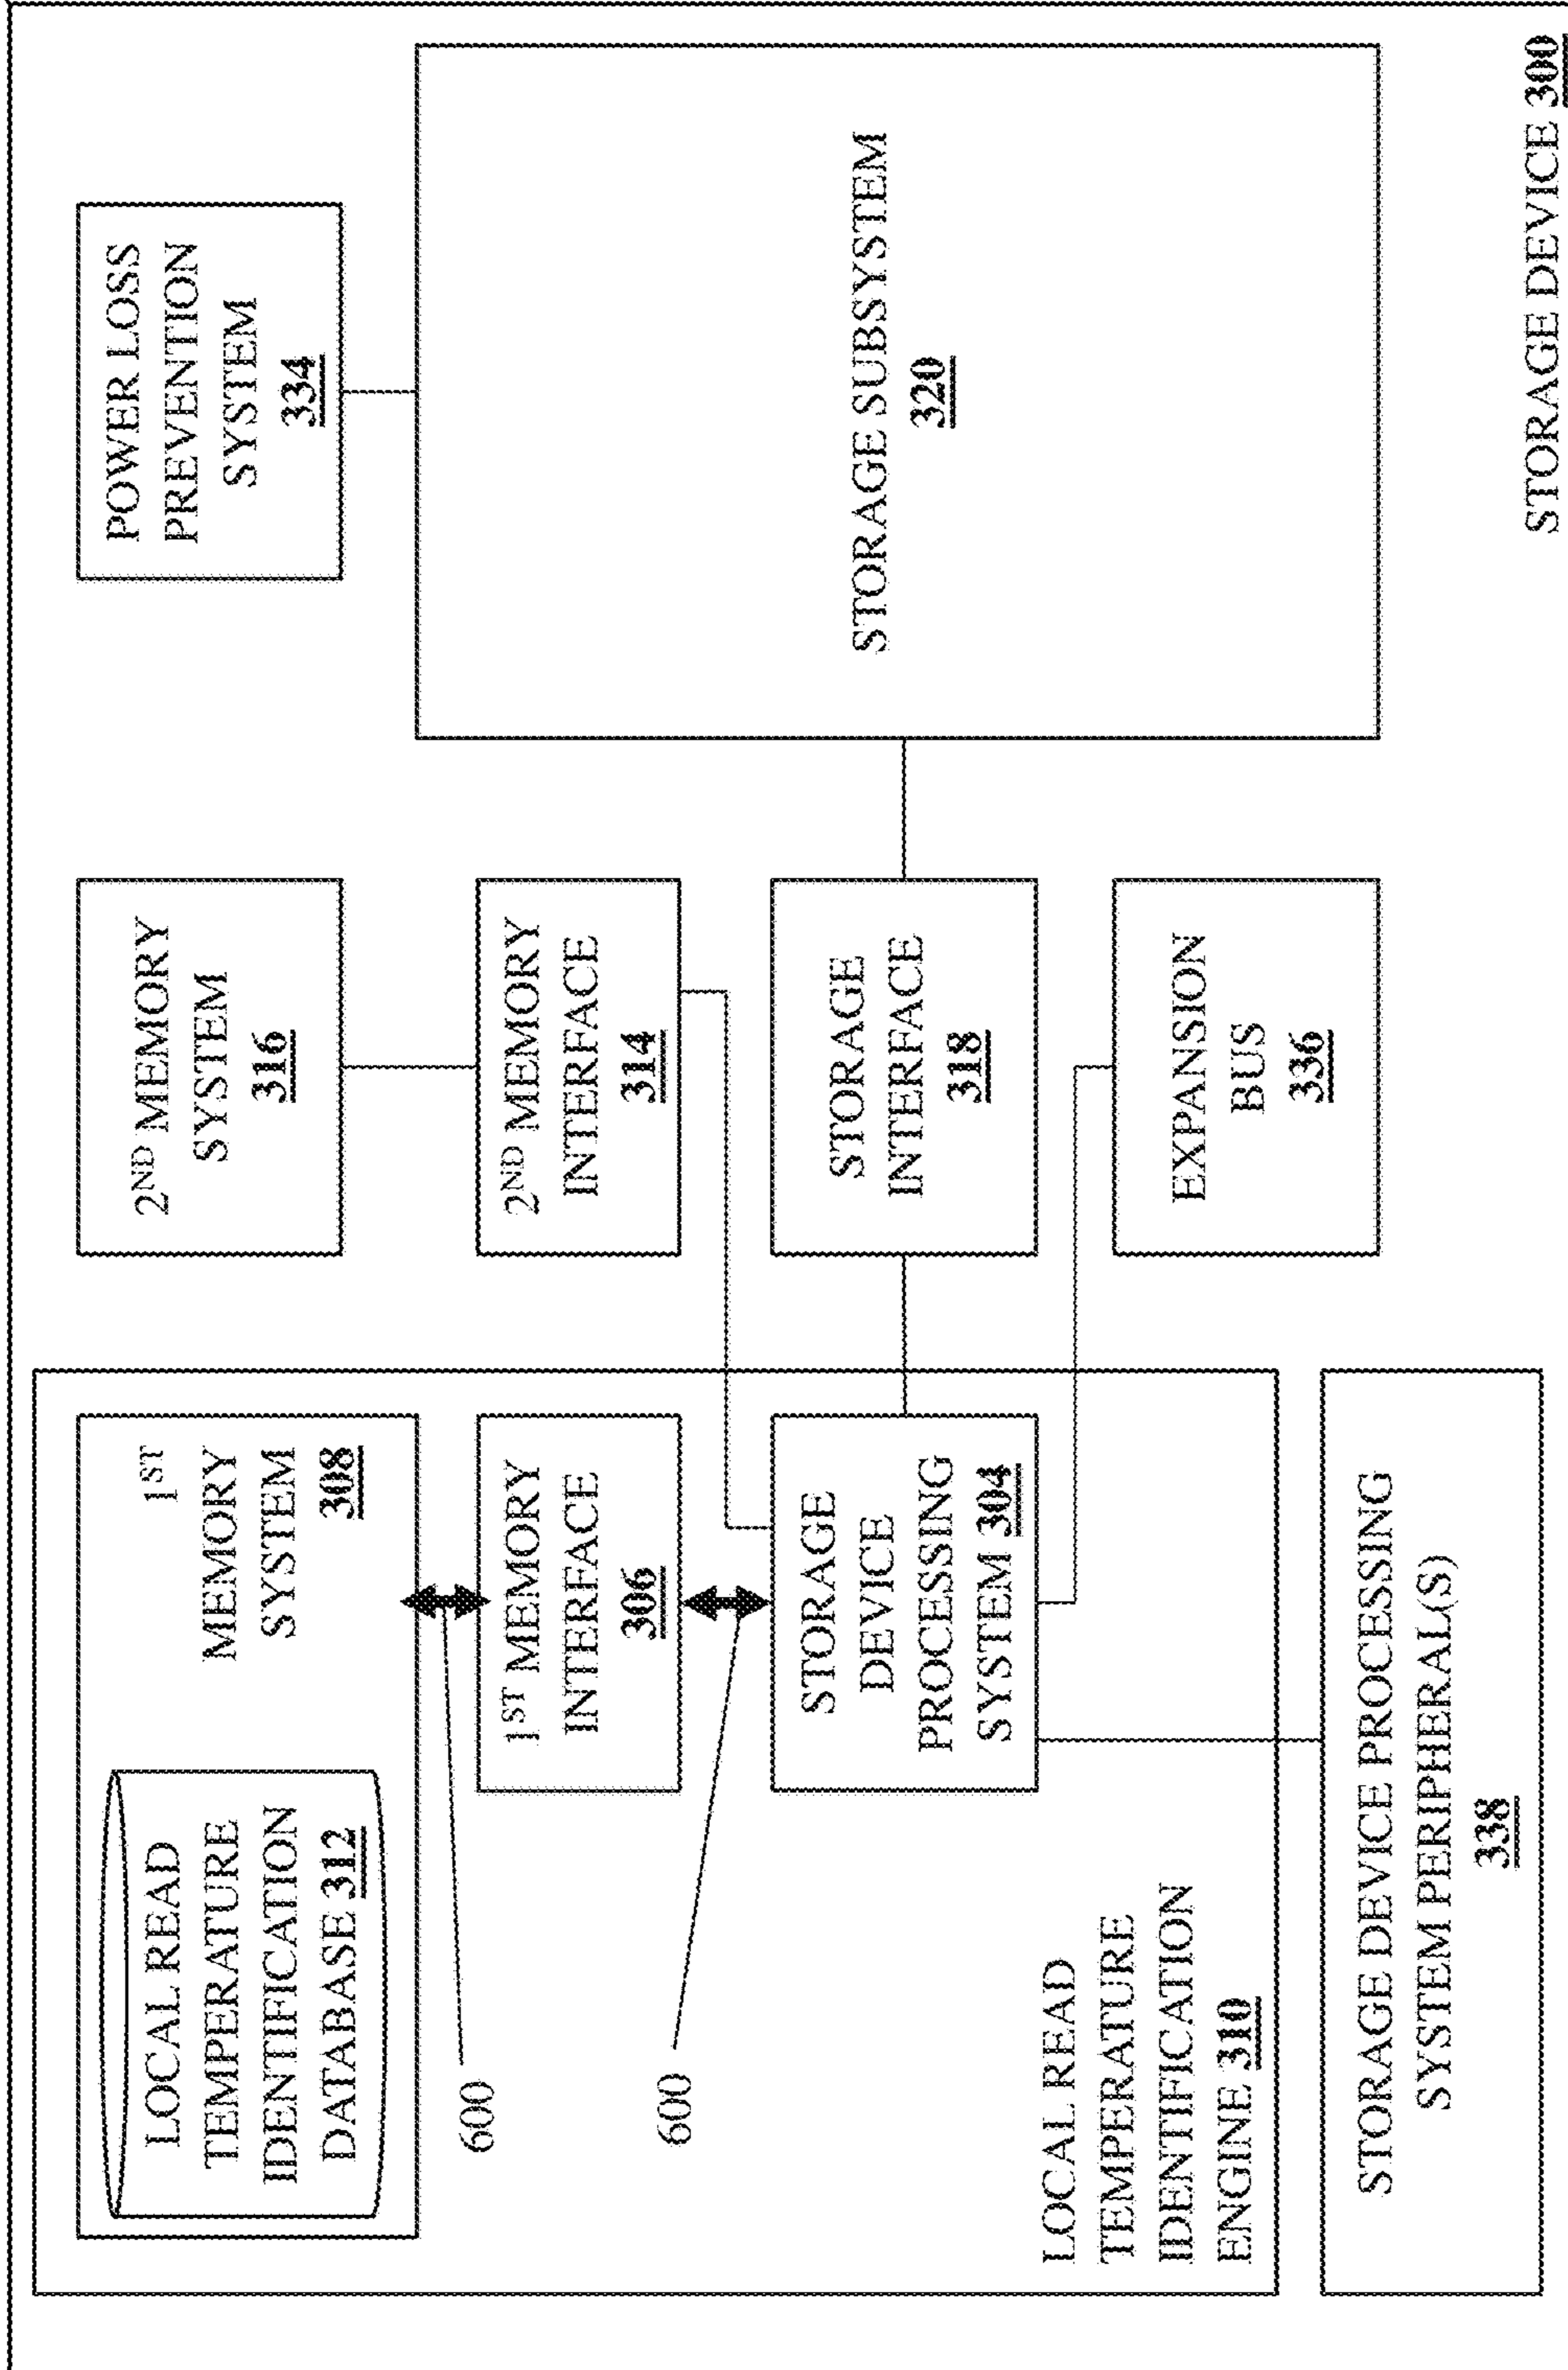 1ST
MEMORY
SYSTEM
308
LOCAL READ
TEMPERATURE
IDENTIFICATION
DATABASE 312
600
1ST MEMORY
INTERFACE
306
600
STORAGE
DEVICE
PROCESSING
SYSTEM 304
LOCAL READ
TEMPERATURE
IDENTIFICATION
ENGINE 310
STORAGE DEVICE PROCESSING
SYSTEM PERIPHERAL(S)
338
2ND MEMORY
SYSTEM
316
2ND MEMORY
INTERFACE
314
STORAGE
INTERFACE
318
EXPANSION
BUS
336
POWER LOSS
PREVENTION
SYSTEM
334
STORAGE SUBSYSTEM
320
STORAGE DEVICE 300